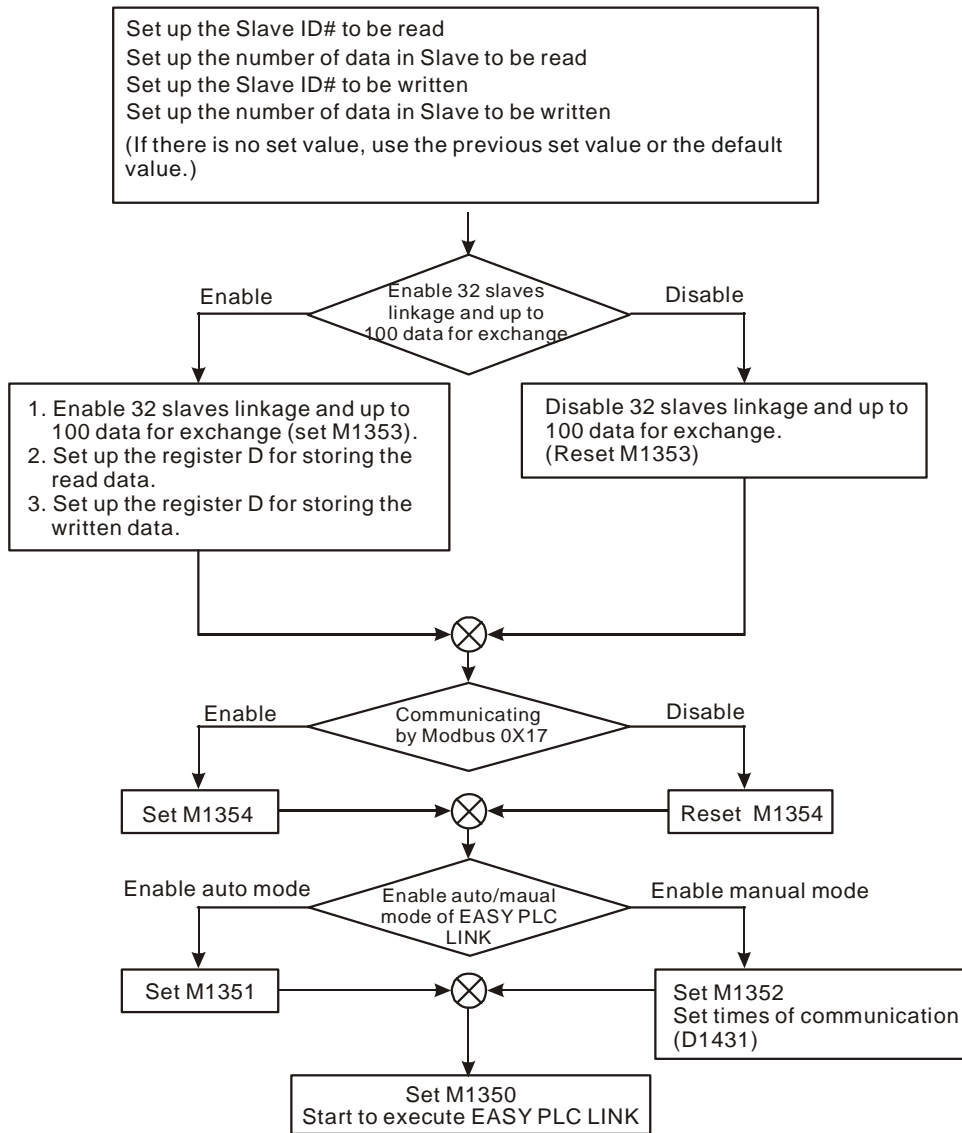 Set up the Slave ID# to be read
Set up the number of data in Slave to be read
Set up the Slave ID# to be written
Set up the number of data in Slave to be written
(If there is no set value, use the previous set value or the default
value.)
Enable
Enable 32 slaves
linkage and up to
100 data for exchange
Disable
1. Enable 32 slaves linkage and up to
100 data for exchange (set M1353).
2. Set up the register D for storing the
read data.
3. Set up the register D for storing the
written data.
Disable 32 slaves linkage and up to
100 data for exchange.
(Reset M1353)
Enable
Communicating
by Modbus 0X17
Disable
Set M1354
Reset M1354
Enable auto mode
Enable auto/maual
mode of EASY PLC
LINK
Enable manual mode
Set M1351
Set M1352
Set times of communication
(D1431)
Set M1350
Start to execute EASY PLC LINK